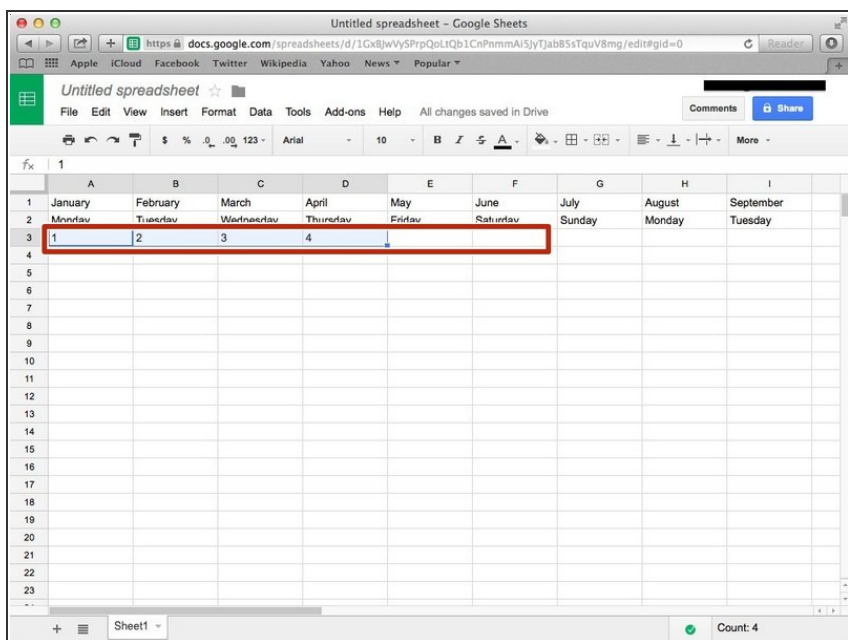 Untitled spreadsheet – Google Sheets
https docs.google.com/spreadsheets/d/1Gx8JwVySPrpQoLtQb1CnPnmmAi5JyTJab85sTquV8mg/edit#gid=0 Reader
Apple iCloud Facebook Twitter Wikipedia Yahoo News Popular
Untitled spreadsheet
File Edit View Insert Format Data Tools Add-ons Help All changes saved in Drive Comments Share
$ % .0 .00 123 Arial 10 B I S A More
fx 1
A B C D E F G H I
1 January February March April May June July August September
2 Monday Tuesday Wednesday Thursday Friday Saturday Sunday Monday Tuesday
3 1 2 3 4
4
5
6
7
8
9
10
11
12
13
14
15
16
17
18
19
20
21
22
23
Sheet1 Count: 4